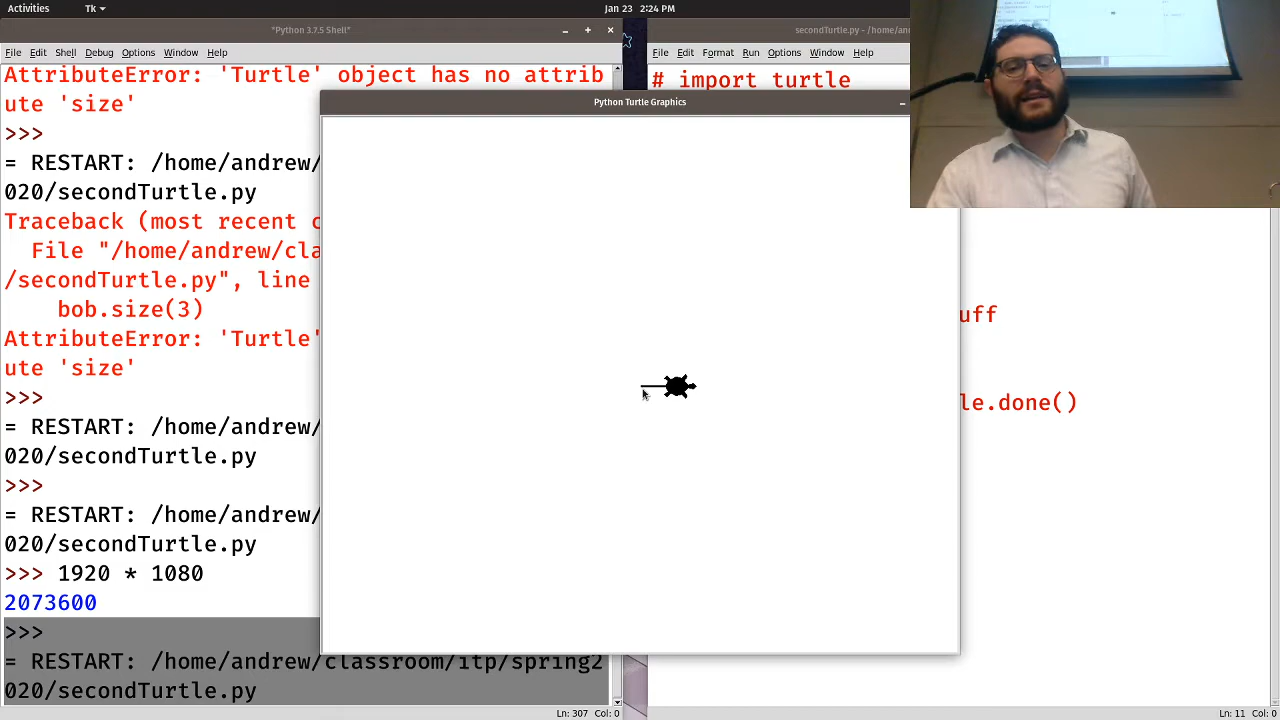 Activities
Tk
Jan 23 2:24 PM
*Python 3.7.5 Shell*
File Edit Shell Debug Options Window Help
AttributeError: 'Turtle' object has no attrib
ute 'size'
>>>
= RESTART: /home/andrew/
020/secondTurtle.py
Traceback (most recent c
File "/home/andrew/cla
/secondTurtle.py", line
bob.size(3)
AttributeError: 'Turtle'
ute 'size'
>>>
= RESTART: /home/andrew/
020/secondTurtle.py
>>>
= RESTART: /home/andrew/
020/secondTurtle.py
>>> 1920 * 1080
2073600
>>>
= RESTART: /home/andrew/classroom/itp/spring2
020/secondTurtle.py
Ln: 307 Col: 0
Python Turtle Graphics
secondTurtle.py - /home/an
File Edit Format Run Options Window Help
# import turtle
uff
le.done()
Ln: 11 Col: 0